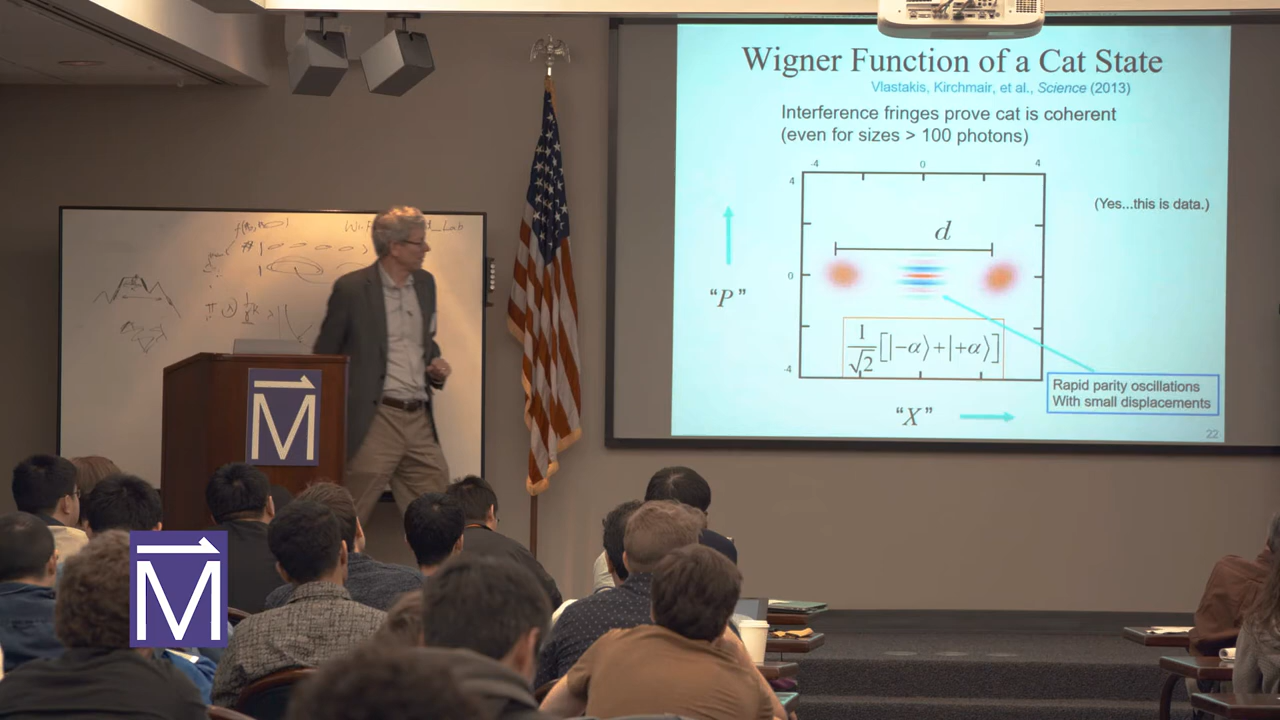 Wigner Function of a Cat State
Vlastakis, Kirchmair, et al., Science (2013)
Interference fringes prove cat is coherent
(even for sizes > 100 photons)
-4 0 4
4
(Yes...this is data.)
d
0
"P"
1/√2 [|−α⟩+|+α⟩]
-4
Rapid parity oscillations
With small displacements
"X"
22
M
M